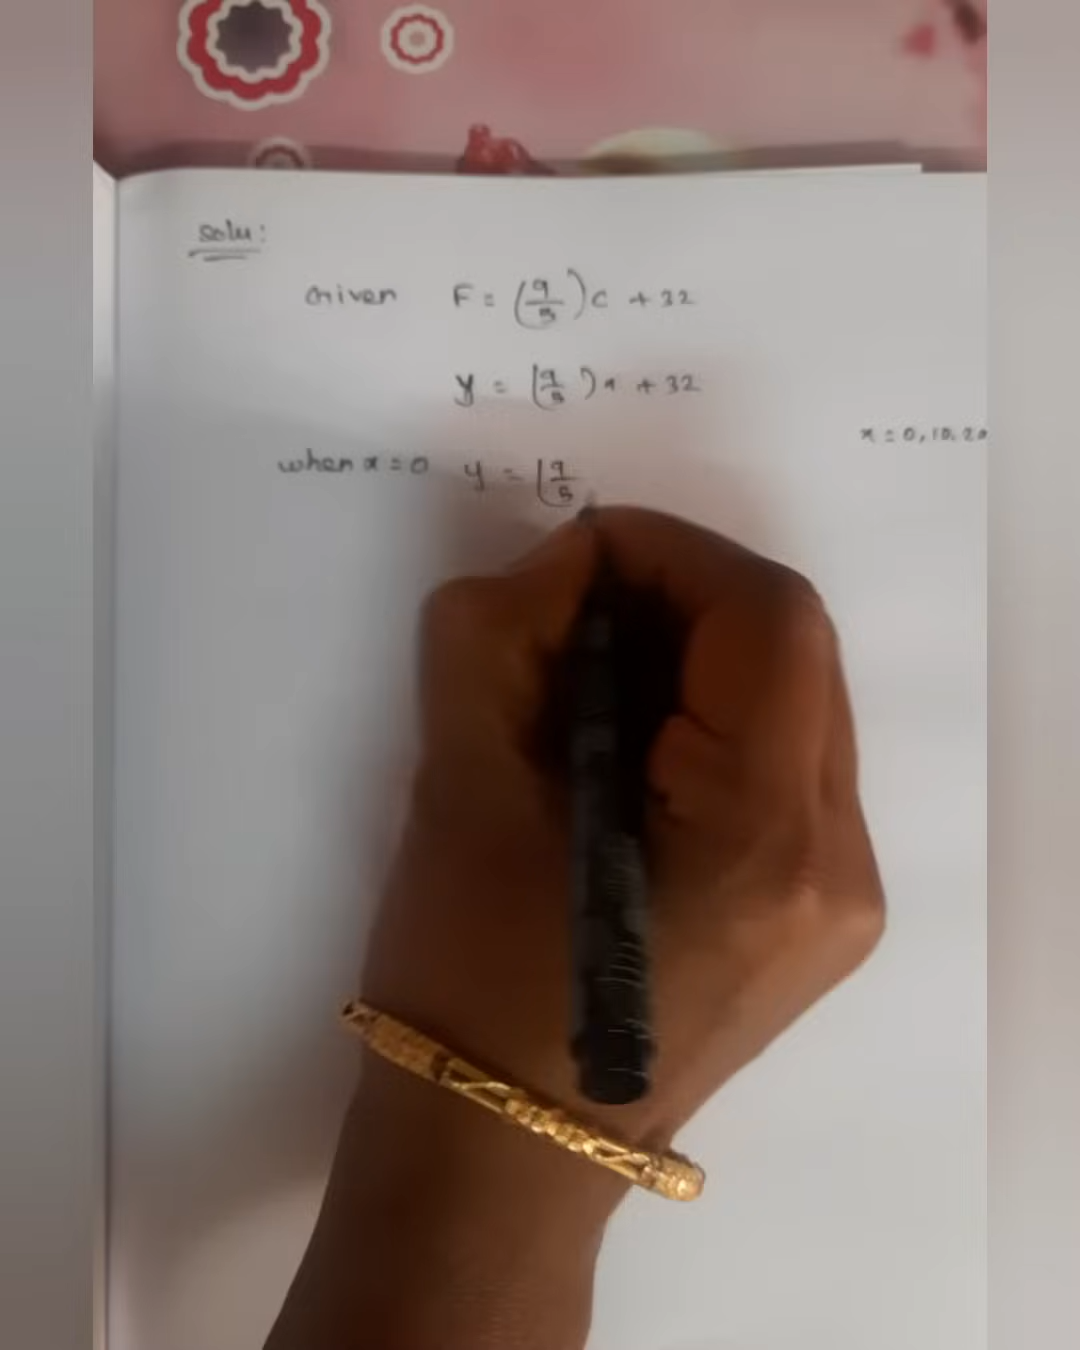 Solu:
Given F = (9/5)C + 32
y = (9/5)x + 32
x = 0, 10, 20
when x = 0 y = (9/5